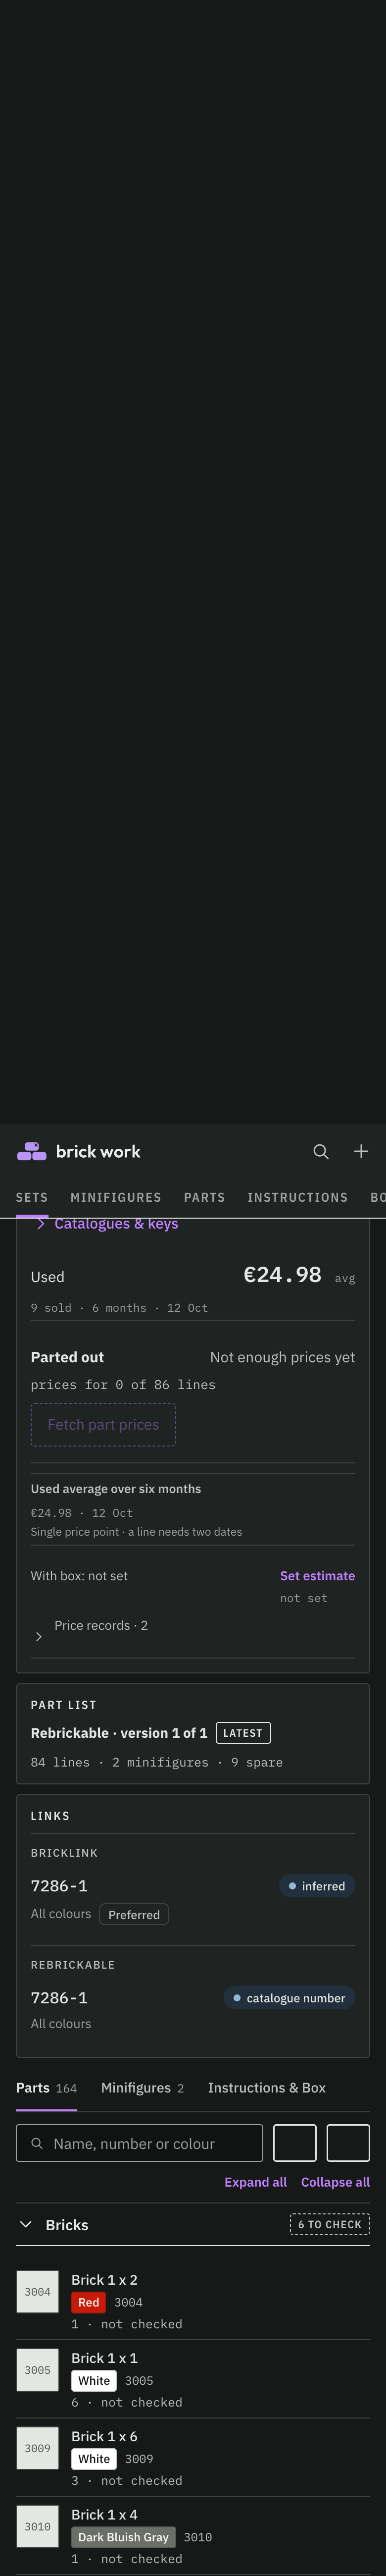 brick work
SETS MINIFIGURES PARTS INSTRUCTIONS BO
Catalogues & keys
Used €24.98 avg
9 sold · 6 months · 12 Oct
Parted out Not enough prices yet
prices for 0 of 86 lines
Fetch part prices
Used average over six months
€24.98 · 12 Oct
Single price point · a line needs two dates
With box: not set Set estimate
not set
Price records · 2
PART LIST
Rebrickable · version 1 of 1 LATEST
84 lines · 2 minifigures · 9 spare
LINKS
BRICKLINK
7286-1 inferred
All colours Preferred
REBRICKABLE
7286-1 catalogue number
All colours
Parts 164 Minifigures 2 Instructions & Box
Name, number or colour
Expand all Collapse all
Bricks 6 TO CHECK
3004 Brick 1 x 2
Red 3004
1 · not checked
3005 Brick 1 x 1
White 3005
6 · not checked
3009 Brick 1 x 6
White 3009
3 · not checked
3010 Brick 1 x 4
Dark Bluish Gray 3010
1 · not checked